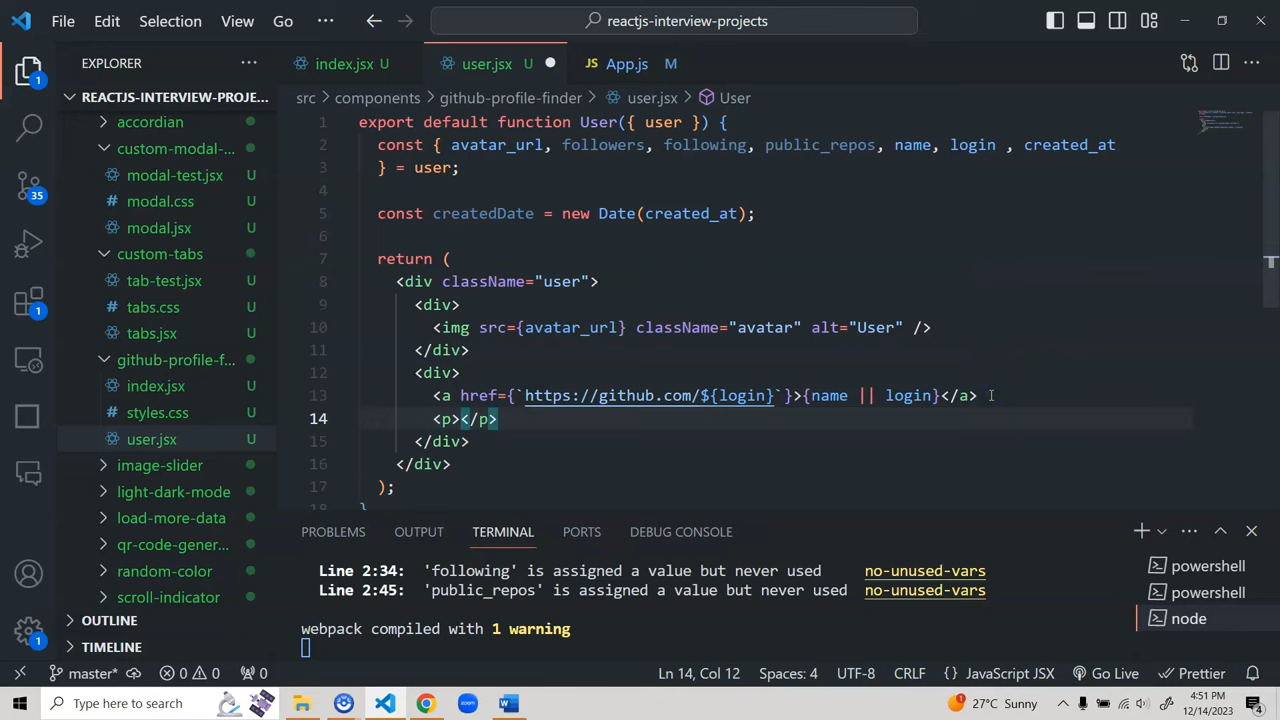 File Edit Selection View Go ··· reactjs-interview-projects
EXPLORER ···
REACTJS-INTERVIEW-PROJE...
accordian
custom-modal-...
modal-test.jsx U
modal.css U
modal.jsx U
custom-tabs
tab-test.jsx U
tabs.css U
tabs.jsx U
github-profile-f...
index.jsx U
styles.css U
user.jsx U
image-slider
light-dark-mode
load-more-data
qr-code-gener...
random-color
scroll-indicator
OUTLINE
TIMELINE
1
35
1
1
index.jsx U user.jsx U JS App.js M
src > components > github-profile-finder > user.jsx > User
1 export default function User({ user }) {
2 const { avatar_url, followers, following, public_repos, name, login , created_at
3 } = user;
4
5 const createdDate = new Date(created_at);
6
7 return (
8 <div className="user">
9 <div>
10 <img src={avatar_url} className="avatar" alt="User" />
11 </div>
12 <div>
13 <a href={`https://github.com/${login}`}>{name || login}</a>
14 <p></p>
15 </div>
16 </div>
17 );
18 }
PROBLEMS OUTPUT TERMINAL PORTS DEBUG CONSOLE
Line 2:34: 'following' is assigned a value but never used no-unused-vars
Line 2:45: 'public_repos' is assigned a value but never used no-unused-vars
webpack compiled with 1 warning
powershell
powershell
node
master* 0 0 0 Ln 14, Col 12 Spaces: 4 UTF-8 CRLF {} JavaScript JSX Go Live Prettier
Type here to search 27°C Sunny 4:51 PM
12/14/2023 4